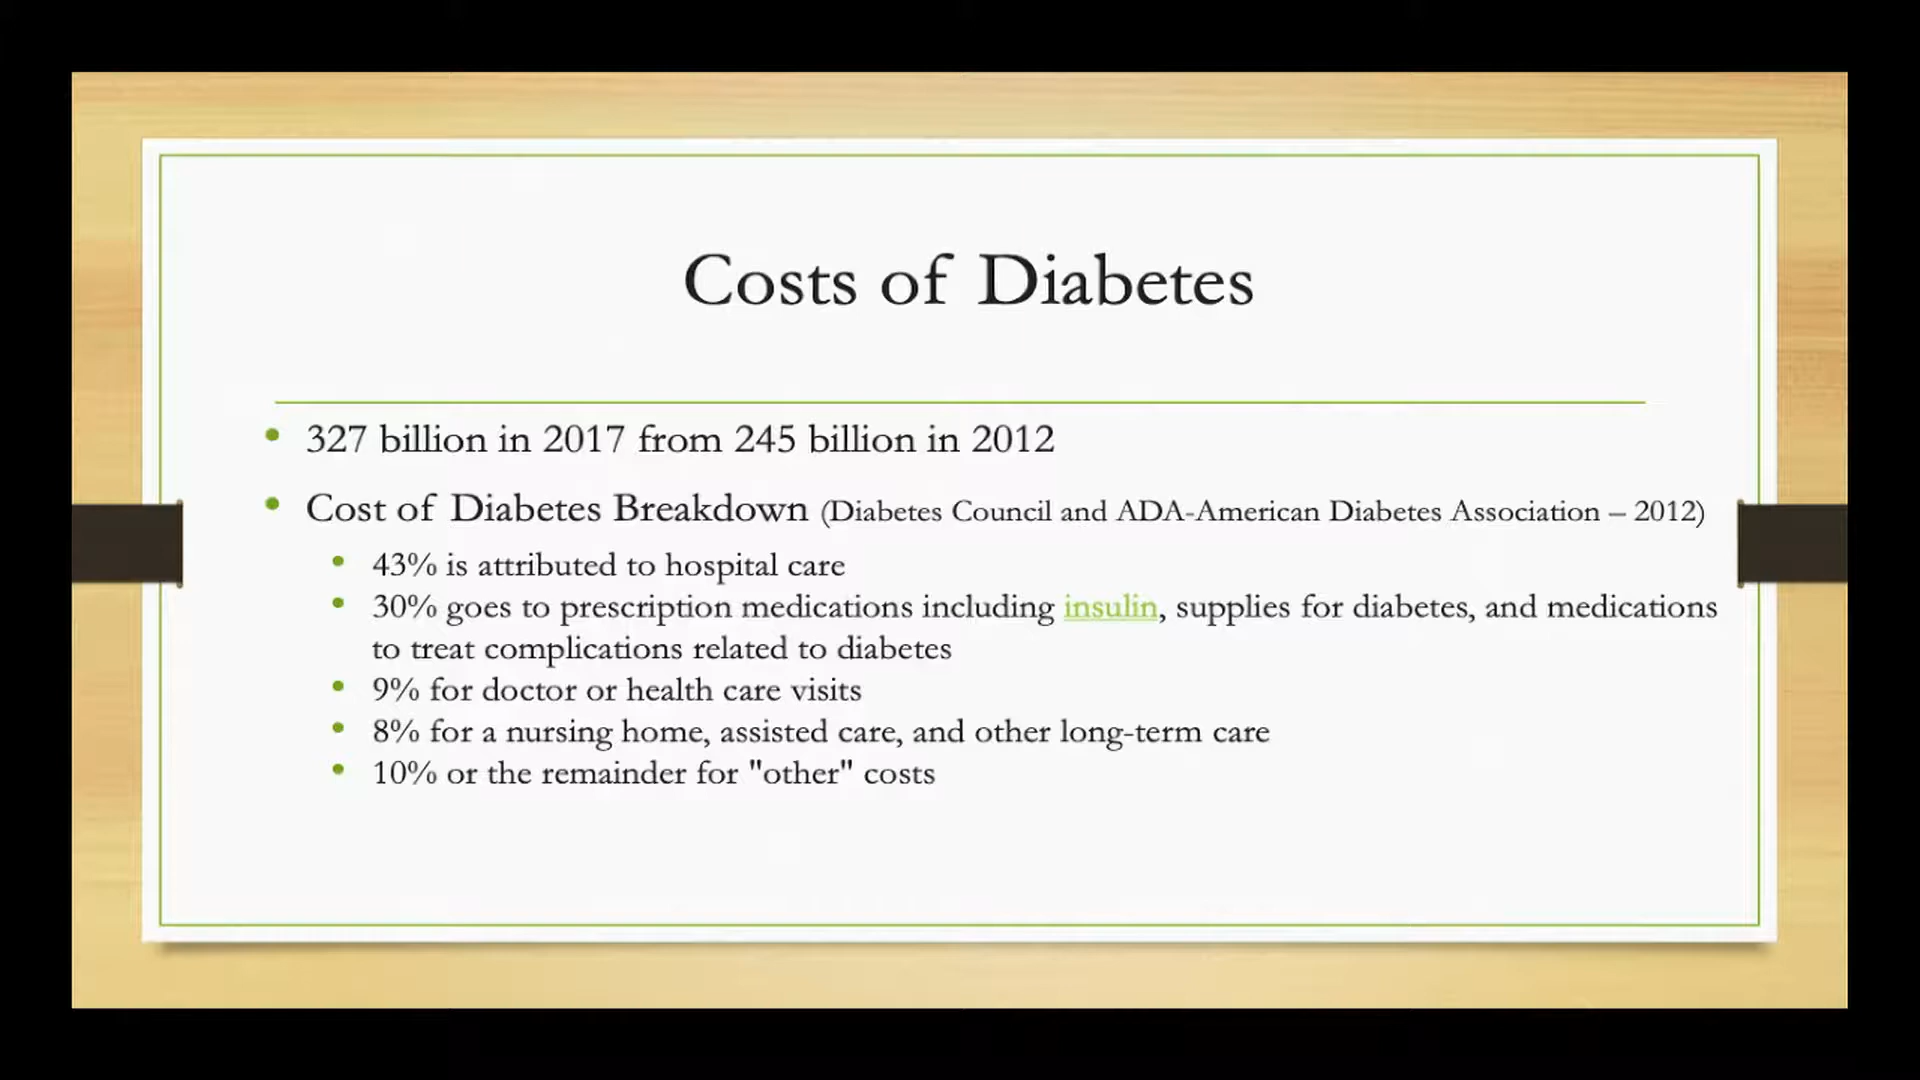 Costs of Diabetes
• 327 billion in 2017 from 245 billion in 2012
• Cost of Diabetes Breakdown (Diabetes Council and ADA-American Diabetes Association – 2012)
• 43% is attributed to hospital care
• 30% goes to prescription medications including insulin, supplies for diabetes, and medications
to treat complications related to diabetes
• 9% for doctor or health care visits
• 8% for a nursing home, assisted care, and other long-term care
• 10% or the remainder for "other" costs